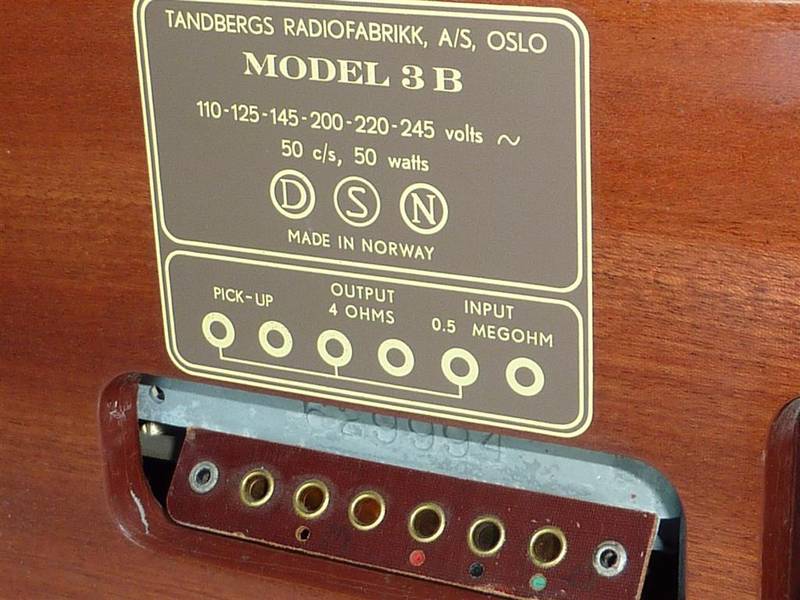 TANDBERGS RADIOFABRIKK, A/S, OSLO
MODEL 3 B
110-125-145-200-220-245 volts ~
50 c/s, 50 watts
D S N
MADE IN NORWAY
PICK-UP OUTPUT INPUT
4 OHMS 0.5 MEGOHM
629994